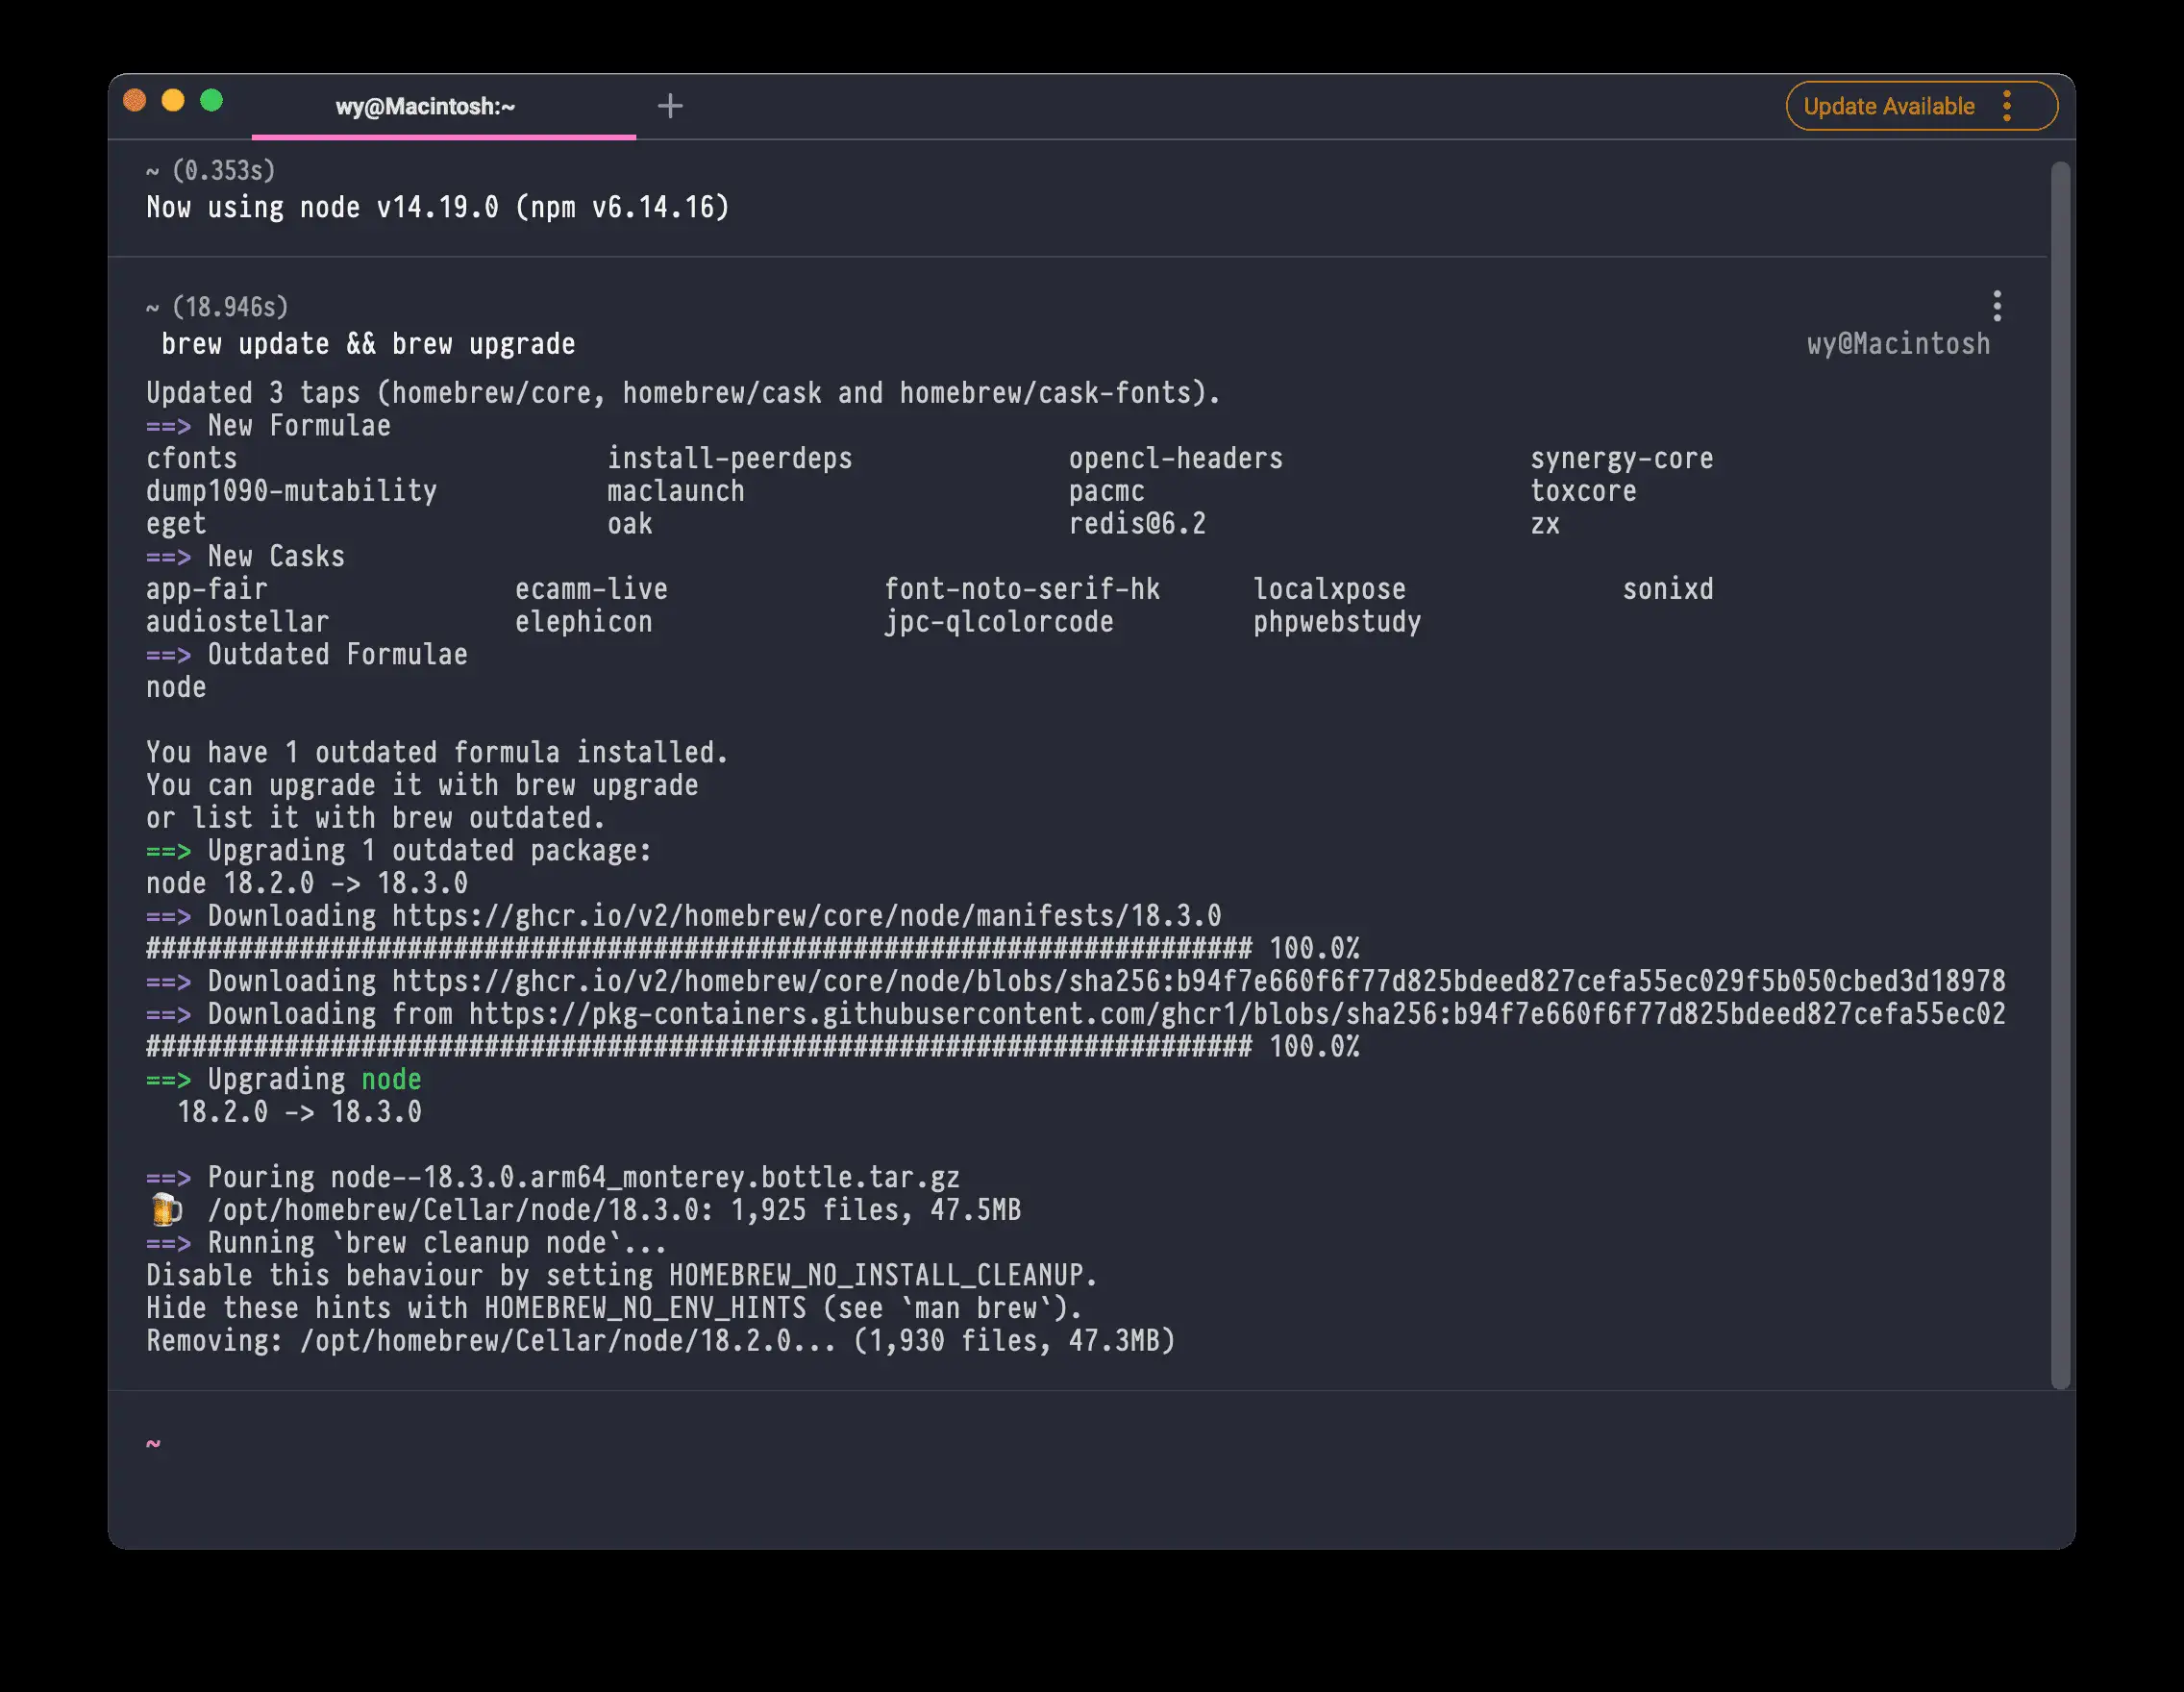 wy@Macintosh:~ + Update Available
~ (0.353s)
Now using node v14.19.0 (npm v6.14.16)
~ (18.946s)
brew update && brew upgrade wy@Macintosh
Updated 3 taps (homebrew/core, homebrew/cask and homebrew/cask-fonts).
==> New Formulae
cfonts install-peerdeps opencl-headers synergy-core
dump1090-mutability maclaunch pacmc toxcore
eget oak redis@6.2 zx
==> New Casks
app-fair ecamm-live font-noto-serif-hk localxpose sonixd
audiostellar elephicon jpc-qlcolorcode phpwebstudy
==> Outdated Formulae
node
You have 1 outdated formula installed.
You can upgrade it with brew upgrade
or list it with brew outdated.
==> Upgrading 1 outdated package:
node 18.2.0 -> 18.3.0
==> Downloading https://ghcr.io/v2/homebrew/core/node/manifests/18.3.0
######################################################################## 100.0%
==> Downloading https://ghcr.io/v2/homebrew/core/node/blobs/sha256:b94f7e660f6f77d825bdeed827cefa55ec029f5b050cbed3d18978
==> Downloading from https://pkg-containers.githubusercontent.com/ghcr1/blobs/sha256:b94f7e660f6f77d825bdeed827cefa55ec02
######################################################################## 100.0%
==> Upgrading node
18.2.0 -> 18.3.0
==> Pouring node--18.3.0.arm64_monterey.bottle.tar.gz
🍺 /opt/homebrew/Cellar/node/18.3.0: 1,925 files, 47.5MB
==> Running `brew cleanup node`...
Disable this behaviour by setting HOMEBREW_NO_INSTALL_CLEANUP.
Hide these hints with HOMEBREW_NO_ENV_HINTS (see `man brew`).
Removing: /opt/homebrew/Cellar/node/18.2.0... (1,930 files, 47.3MB)
~